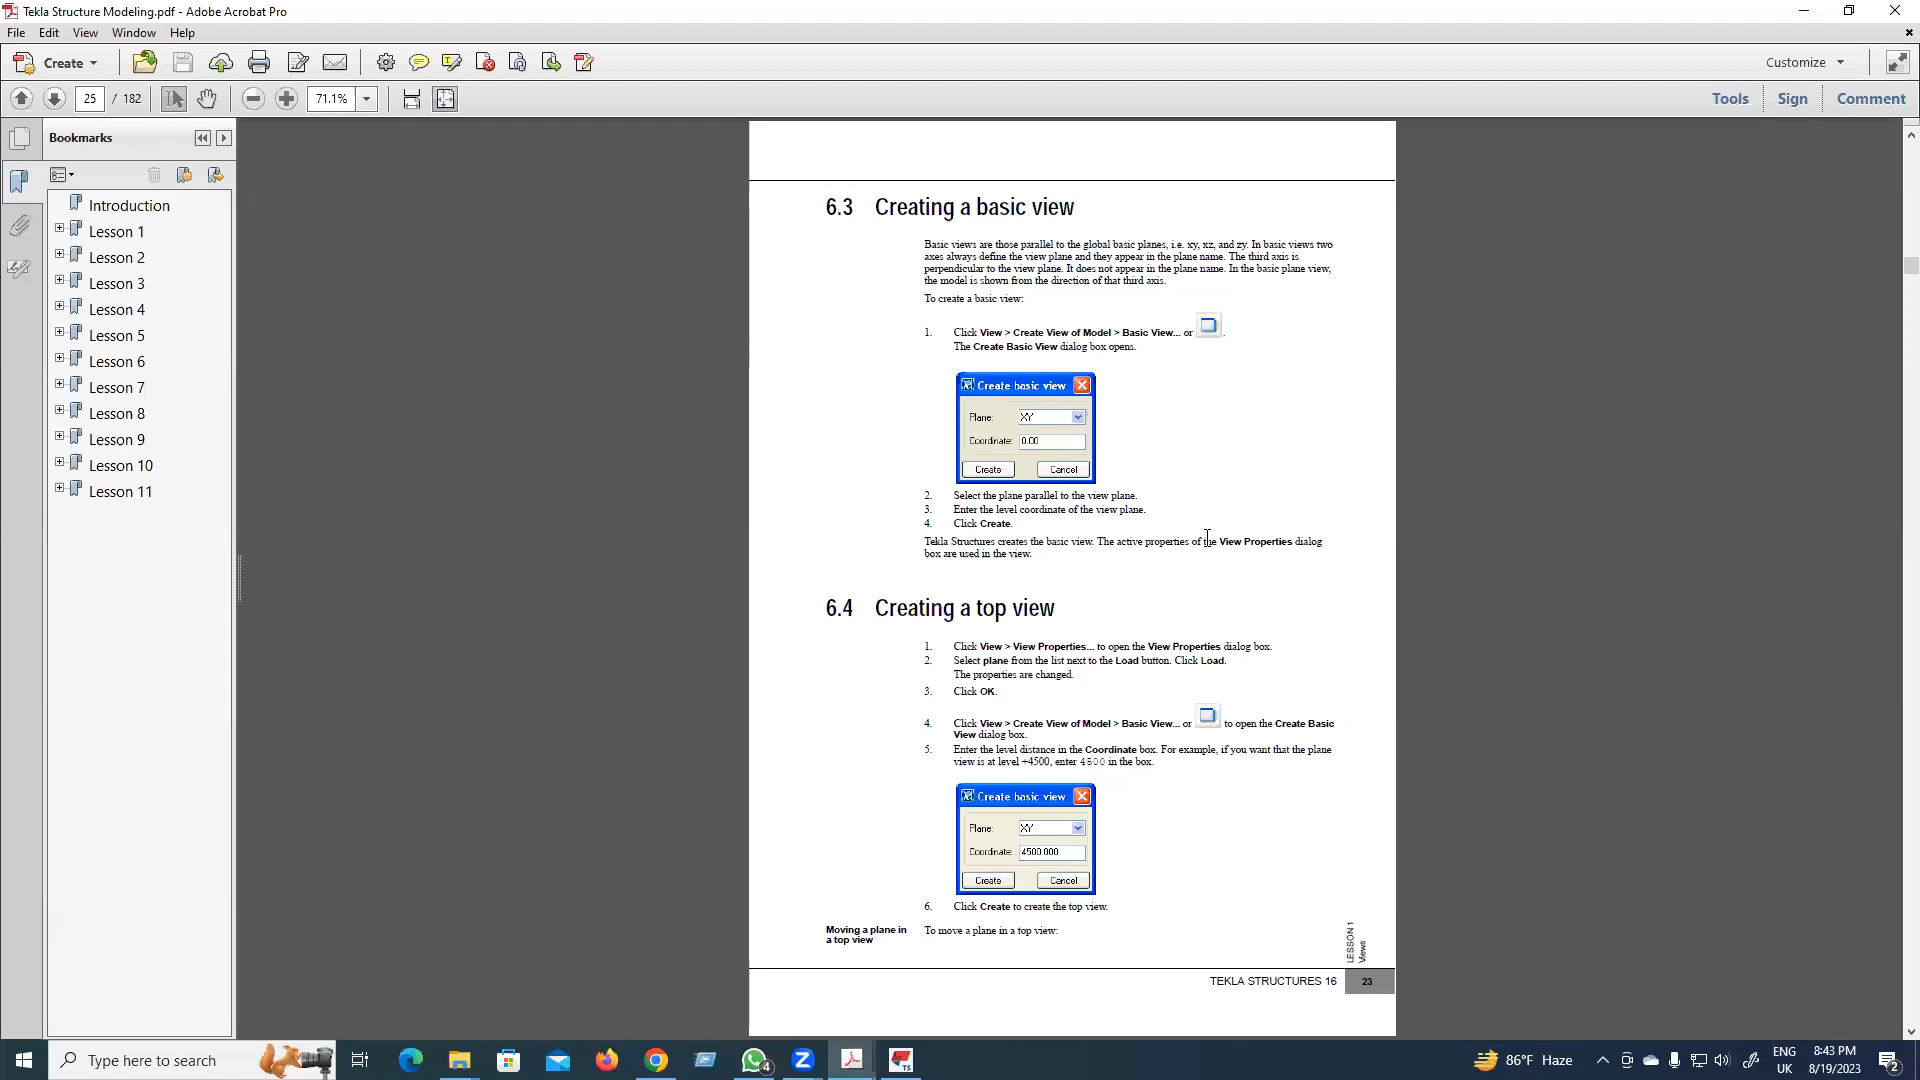 Tekla Structure Modeling.pdf - Adobe Acrobat Pro
File Edit View Window Help
Create
Customize
25 / 182
71.1%
Tools
Sign
Comment
Bookmarks
Introduction
Lesson 1
Lesson 2
Lesson 3
Lesson 4
Lesson 5
Lesson 6
Lesson 7
Lesson 8
Lesson 9
Lesson 10
Lesson 11
6.3 Creating a basic view
Basic views are those parallel to the global basic planes, i.e. xy, xz, and zy. In basic views two
axes always define the view plane and they appear in the plane name. The third axis is
perpendicular to the view plane. It does not appear in the plane name. In the basic plane view,
the model is shown from the direction of that third axis.
To create a basic view:
1. Click View > Create View of Model > Basic View... or .
The Create Basic View dialog box opens.
Create basic view
Plane: XY
Coordinate: 0.00
Create Cancel
2. Select the plane parallel to the view plane.
3. Enter the level coordinate of the view plane.
4. Click Create.
Tekla Structures creates the basic view. The active properties of the View Properties dialog
box are used in the view.
6.4 Creating a top view
1. Click View > View Properties... to open the View Properties dialog box.
2. Select plane from the list next to the Load button. Click Load.
The properties are changed.
3. Click OK.
4. Click View > Create View of Model > Basic View... or to open the Create Basic
View dialog box.
5. Enter the level distance in the Coordinate box. For example, if you want that the plane
view is at level +4500, enter 4500 in the box.
Create basic view
Plane: XY
Coordinate: 4500.000
Create Cancel
6. Click Create to create the top view.
Moving a plane in
a top view
To move a plane in a top view:
LESSON 1
Views
TEKLA STRUCTURES 16 23
Type here to search
4
Z
TS
86°F Haze
ENG
UK
8:43 PM
8/19/2023
2